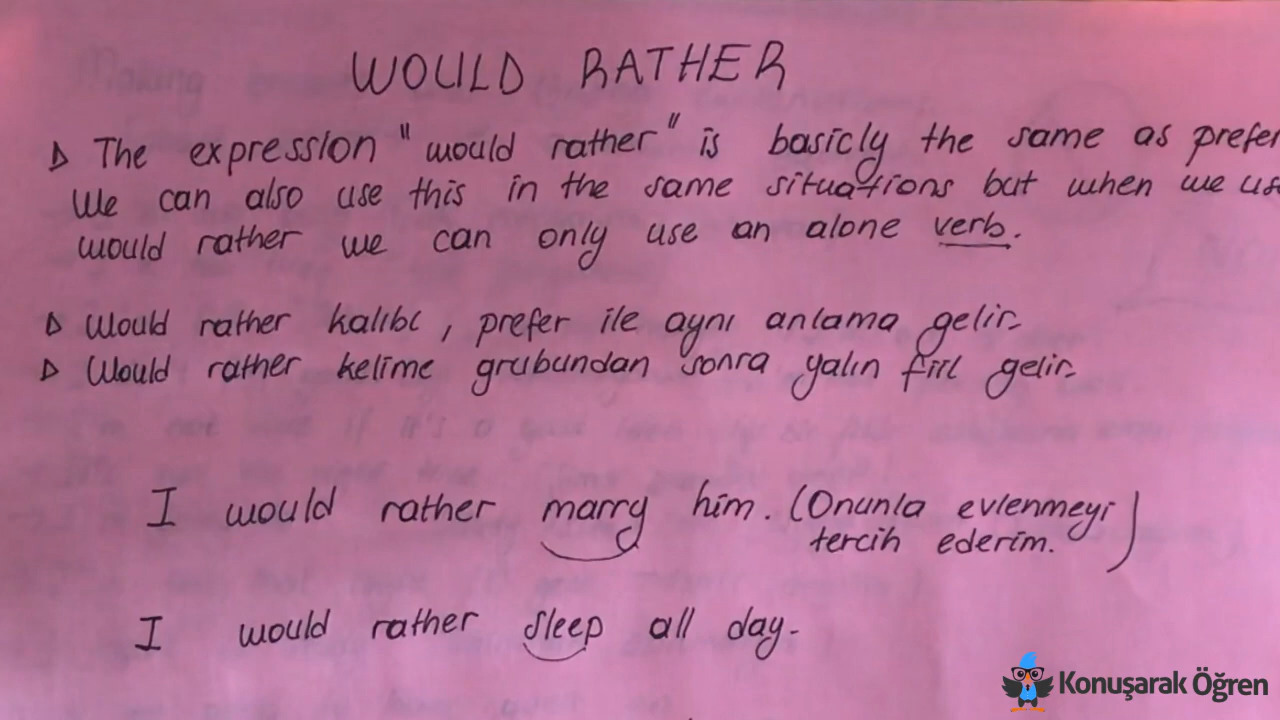 WOULD RATHER
▷ The expression "would rather" is basicly the same as prefer
We can also use this in the same situations but when we us
would rather we can only use an alone verb.
▷ Would rather kalıbı, prefer ile aynı anlama gelir.
▷ Would rather kelime grubundan sonra yalın fiil gelir.
I would rather marry him. (Onunla evlenmeyi
tercih ederim.)
I would rather sleep all day.
Konuşarak Öğren